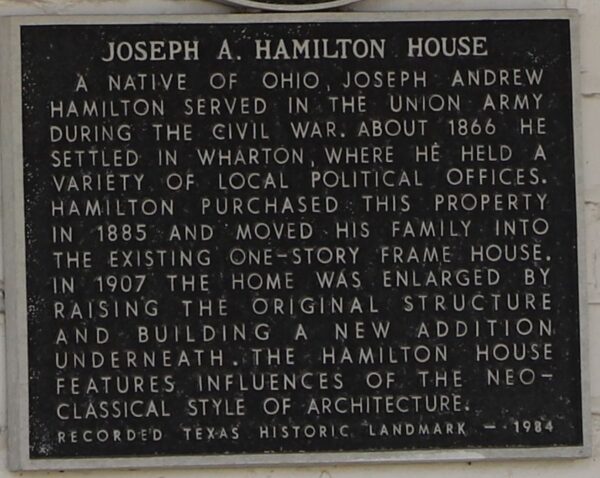 JOSEPH A. HAMILTON HOUSE
A NATIVE OF OHIO, JOSEPH ANDREW
HAMILTON SERVED IN THE UNION ARMY
DURING THE CIVIL WAR. ABOUT 1866 HE
SETTLED IN WHARTON, WHERE HE HELD A
VARIETY OF LOCAL POLITICAL OFFICES.
HAMILTON PURCHASED THIS PROPERTY
IN 1885 AND MOVED HIS FAMILY INTO
THE EXISTING ONE-STORY FRAME HOUSE.
IN 1907 THE HOME WAS ENLARGED BY
RAISING THE ORIGINAL STRUCTURE
AND BUILDING A NEW ADDITION
UNDERNEATH. THE HAMILTON HOUSE
FEATURES INFLUENCES OF THE NEO-
CLASSICAL STYLE OF ARCHITECTURE.
RECORDED TEXAS HISTORIC LANDMARK - 1984